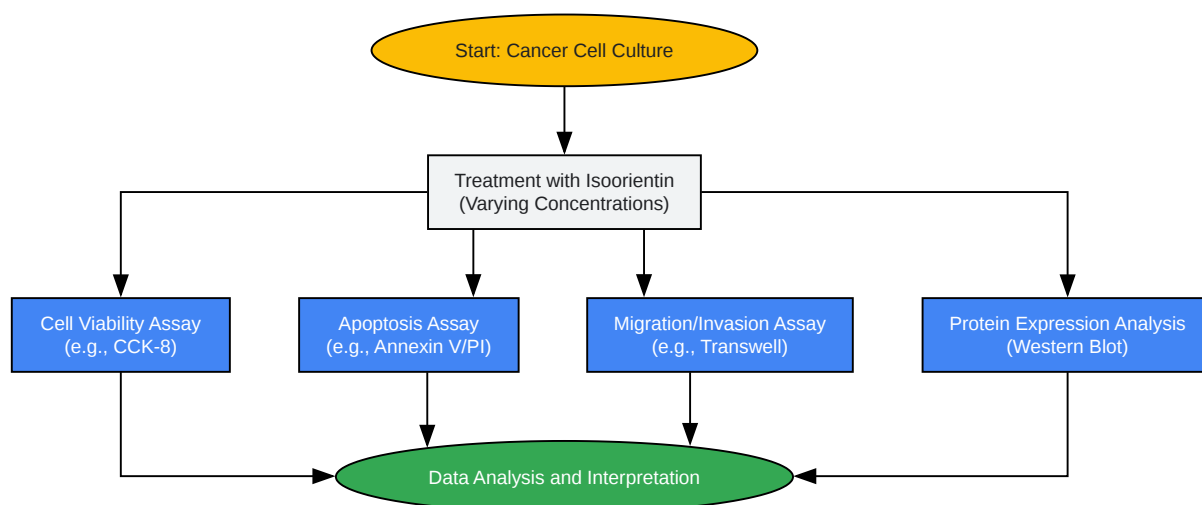 Start: Cancer Cell Culture
Treatment with Isoorientin
(Varying Concentrations)
Cell Viability Assay
(e.g., CCK-8)
Apoptosis Assay
(e.g., Annexin V/PI)
Migration/Invasion Assay
(e.g., Transwell)
Protein Expression Analysis
(Western Blot)
Data Analysis and Interpretation